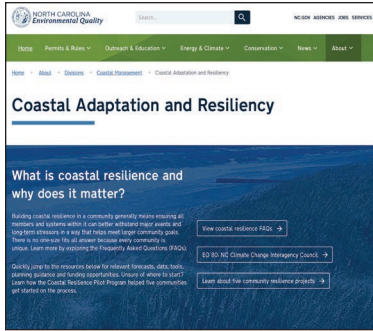 NORTH CAROLINA
Environmental Quality
Search...
NC.GOV AGENCIES JOBS SERVICES
Home Permits & Rules Outreach & Education Energy & Climate Conservation News About
Home About Divisions Coastal Management Coastal Adaptation and Resiliency
Coastal Adaptation and Resiliency
What is coastal resilience and
why does it matter?
Building coastal resilience in a community generally means ensuring all
members and systems within it can better withstand major events and
long-term stressors in a way that helps meet larger community goals.
There is no one-size fits all answer because every community is
unique. Learn more by exploring the Frequently Asked Questions (FAQs).
Quickly jump to the resources below for relevant forecasts, data, tools,
planning guidance and funding opportunities. Unsure of where to start?
Learn how the Coastal Resilience Pilot Program helped five communities
get started on the process.
View coastal resilience FAQs →
EO 80: NC Climate Change Interagency Council →
Learn about five community resilience projects →